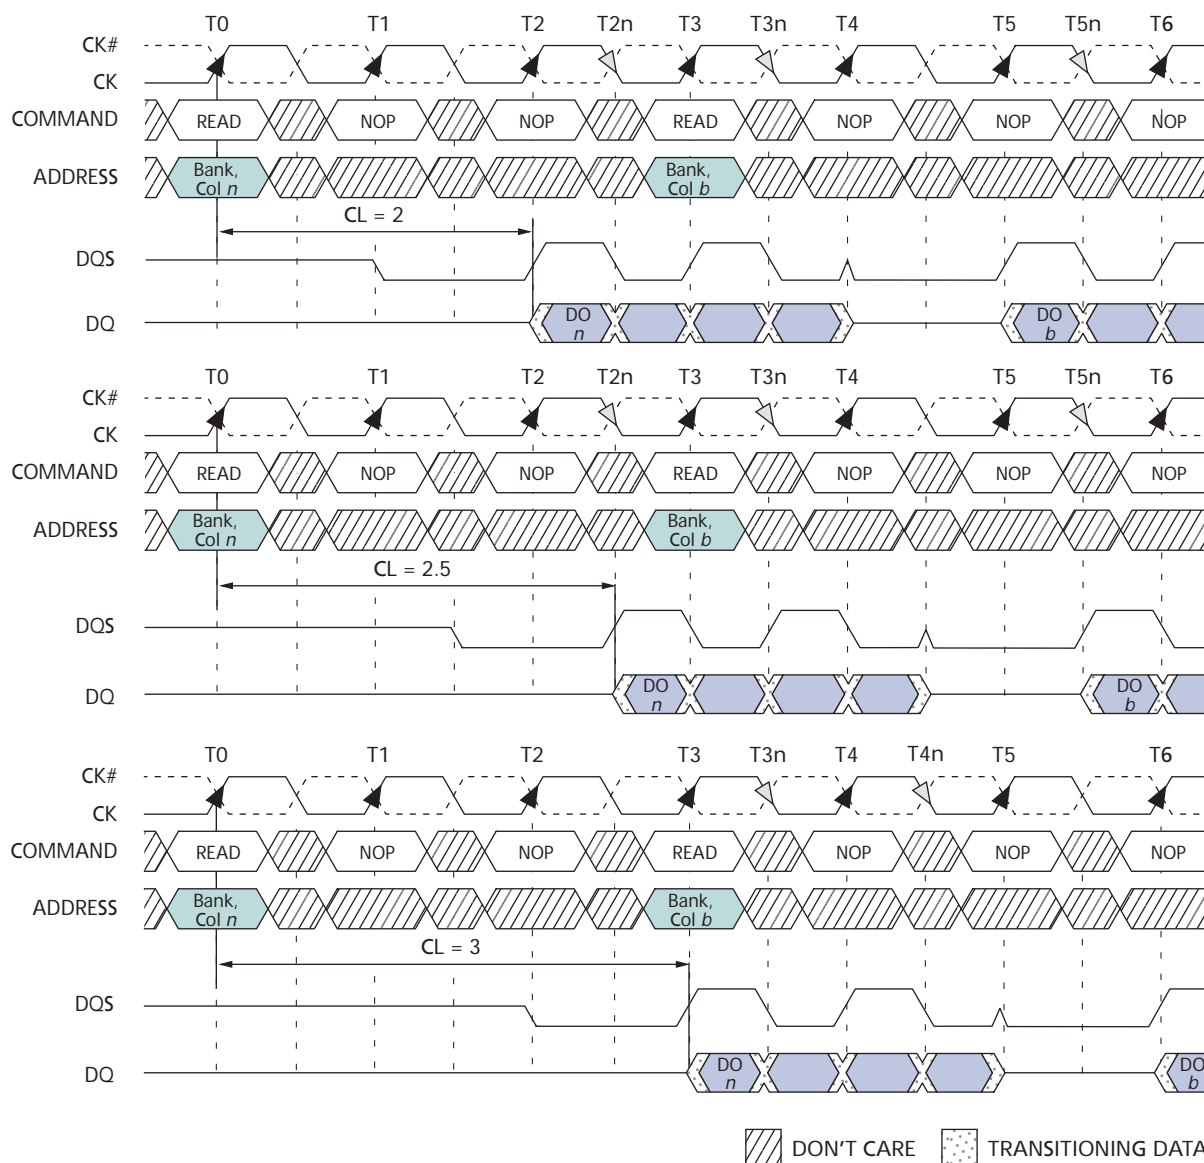 T0 T1 T2 T2n T3 T3n T4 T5 T5n T6
CK#
CK
COMMAND READ NOP NOP READ NOP NOP NOP
ADDRESS Bank, Col n Bank, Col b
CL = 2
DQS
DQ DO n DO b
T0 T1 T2 T2n T3 T3n T4 T5 T5n T6
CK#
CK
COMMAND READ NOP NOP READ NOP NOP NOP
ADDRESS Bank, Col n Bank, Col b
CL = 2.5
DQS
DQ DO n DO b
T0 T1 T2 T3 T3n T4 T4n T5 T6
CK#
CK
COMMAND READ NOP NOP READ NOP NOP NOP
ADDRESS Bank, Col n Bank, Col b
CL = 3
DQS
DQ DO n DO b
DON'T CARE TRANSITIONING DATA